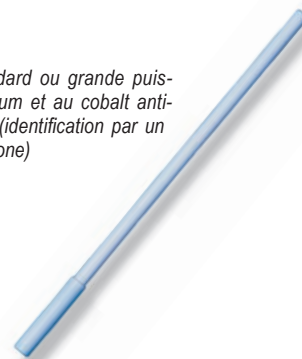 dard ou grande puis-
um et au cobalt anti-
(identification par un
one)